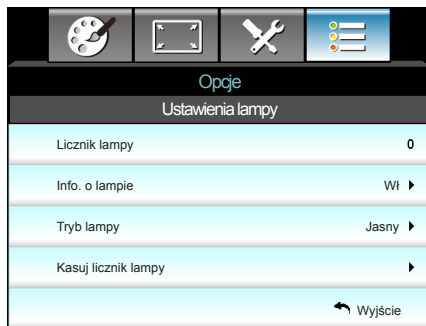 Opcje
Ustawienia lampy
Licznik lampy 0
Info. o lampie Wł
Tryb lampy Jasny
Kasuj licznik lampy
Wyjście